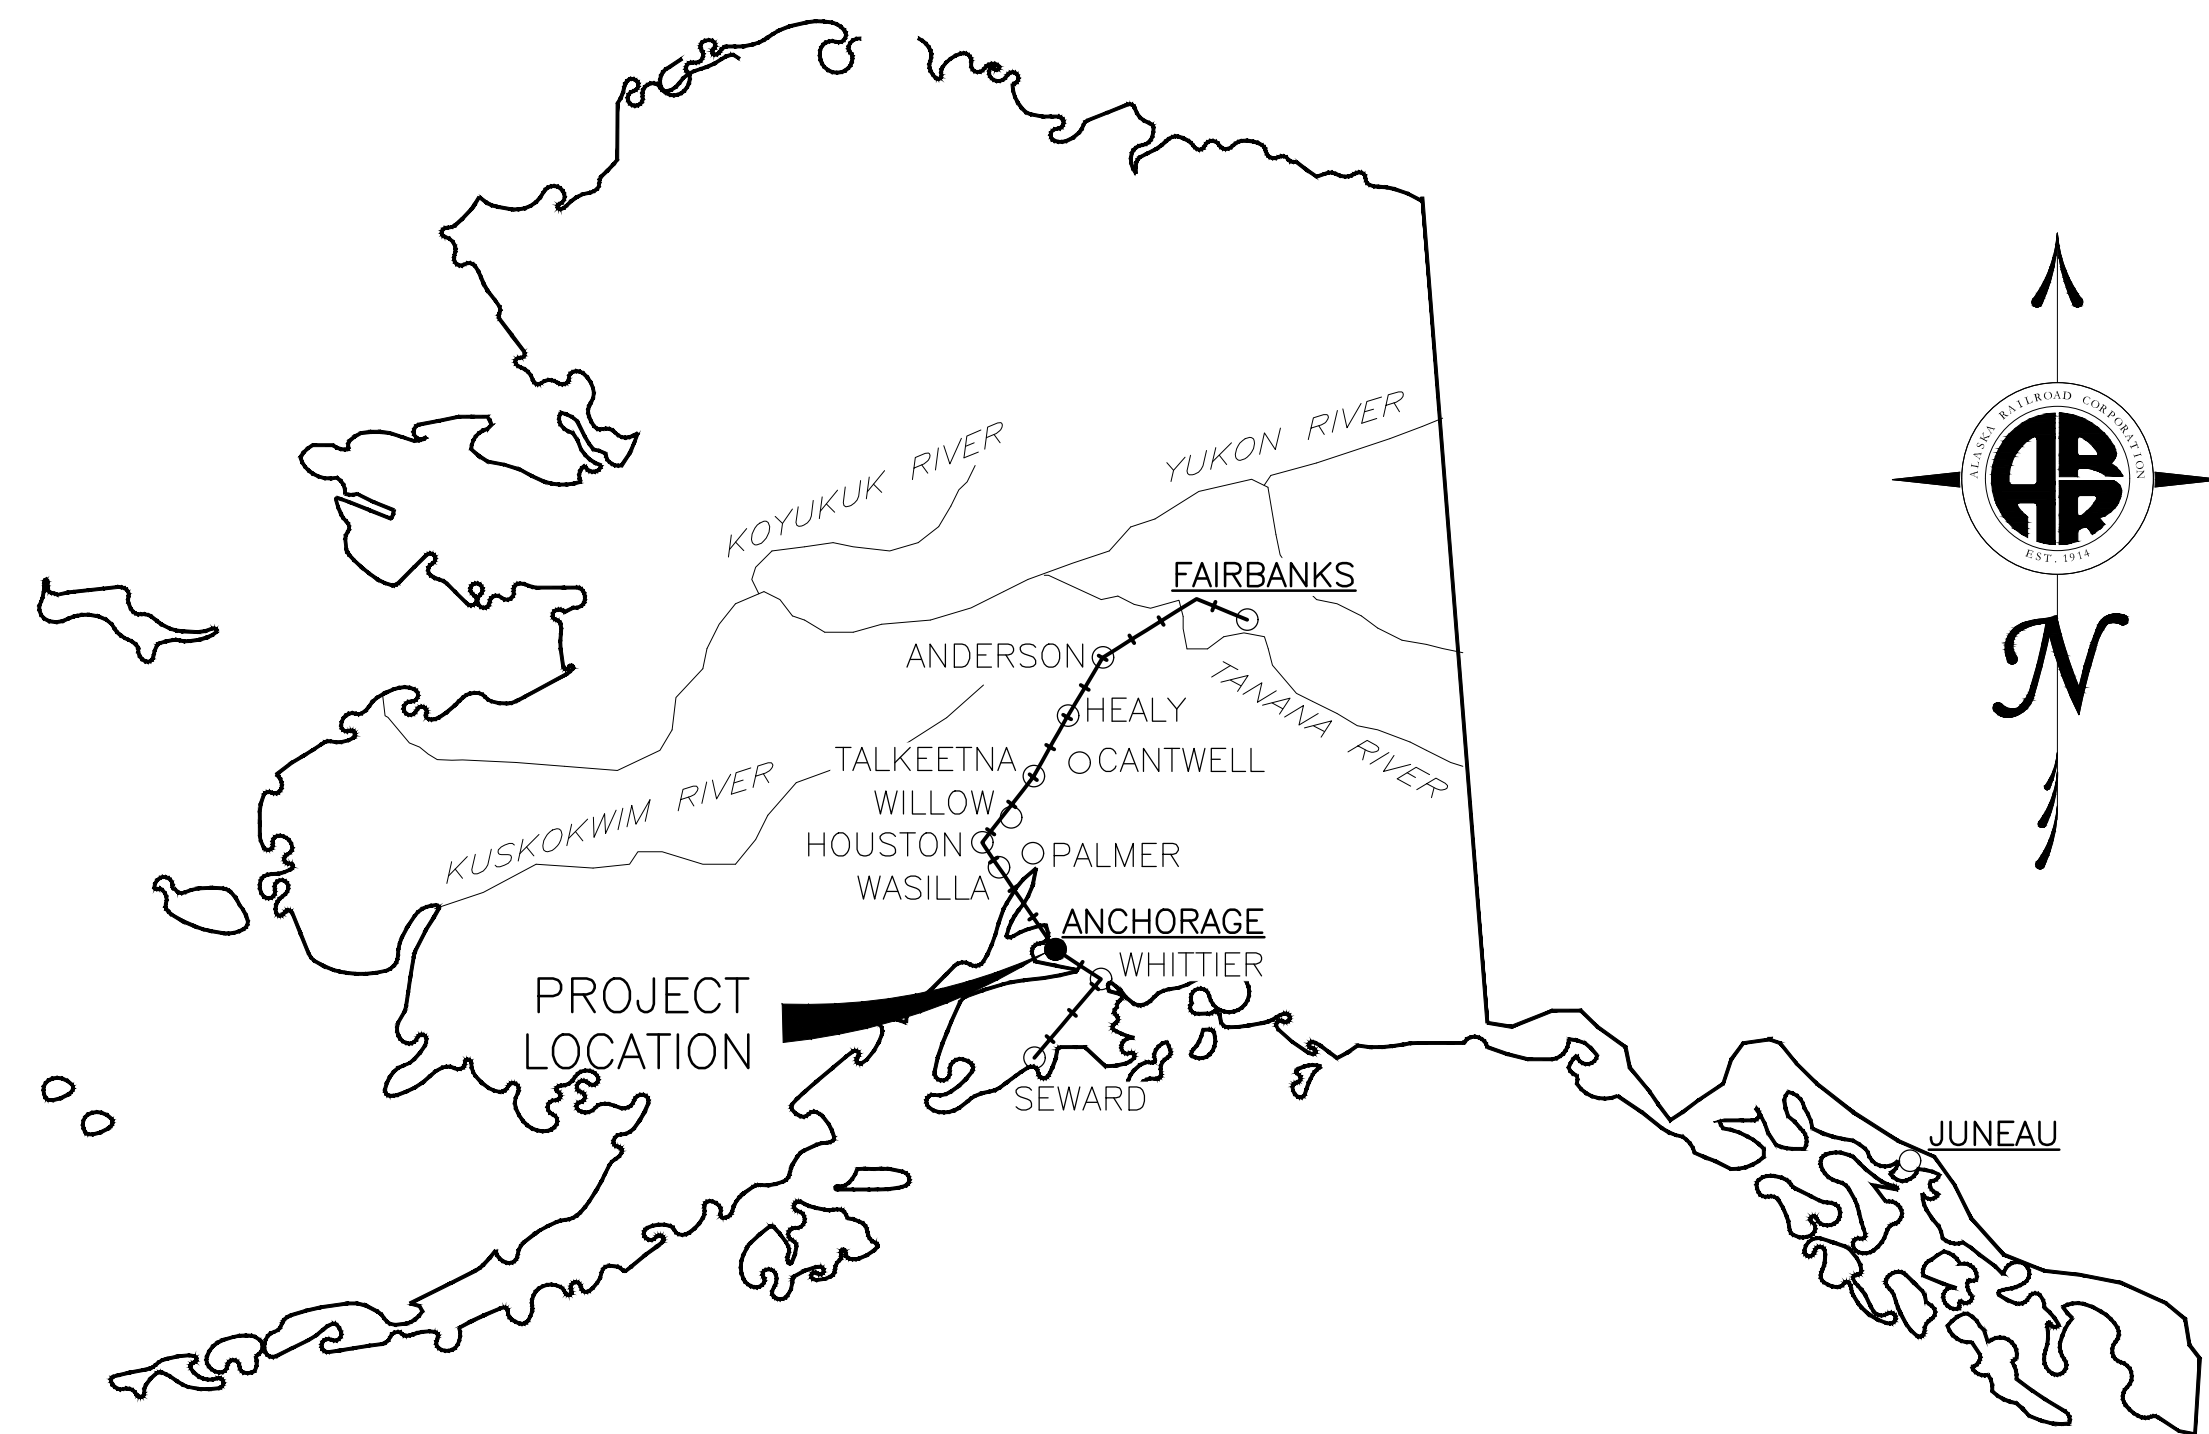 KOYUKUK RIVER
YUKON RIVER
ALASKA RAILROAD CORPORATION
ARR
EST. 1914
N
FAIRBANKS
ANDERSON
TANANA RIVER
HEALY
TALKEETNA
CANTWELL
KUSKOKWIM RIVER
WILLOW
HOUSTON
PALMER
WASILLA
ANCHORAGE
WHITTIER
PROJECT
LOCATION
SEWARD
JUNEAU